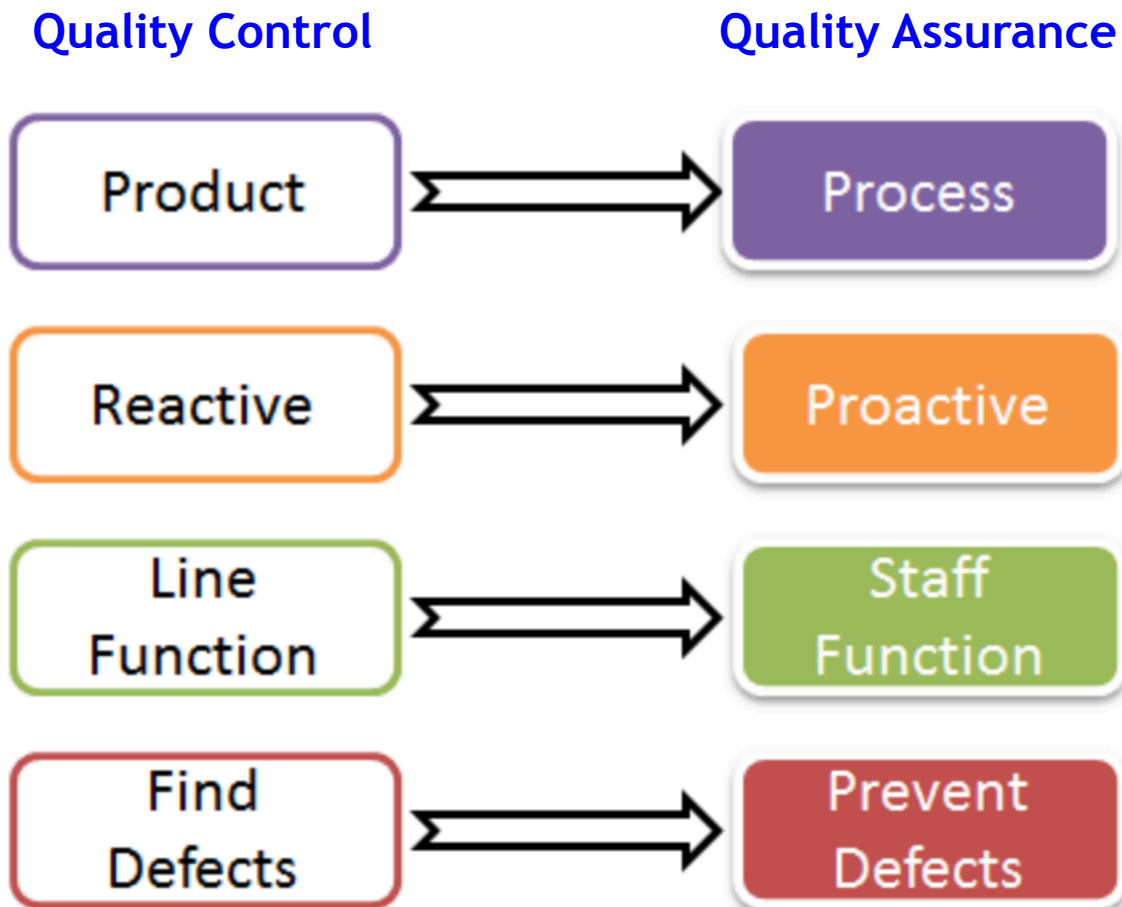 Quality Control
Quality Assurance
Product
Process
Reactive
Proactive
Line
Function
Staff
Function
Find
Defects
Prevent
Defects